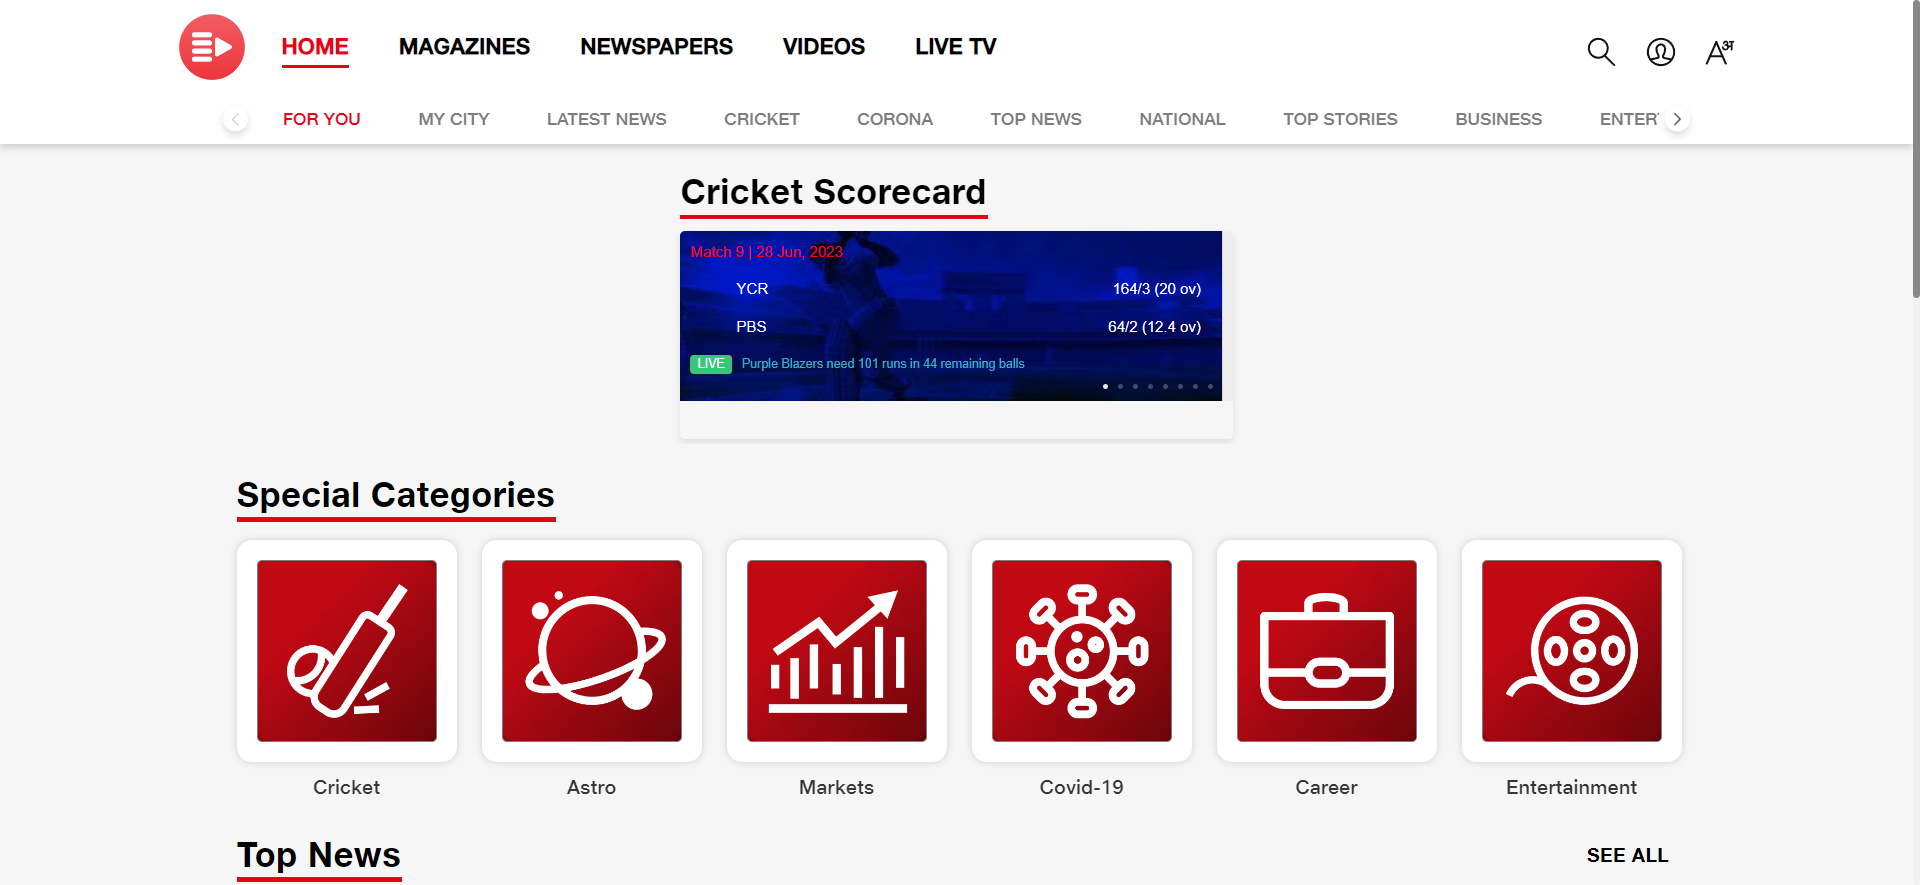 HOME MAGAZINES NEWSPAPERS VIDEOS LIVE TV A अ
FOR YOU MY CITY LATEST NEWS CRICKET CORONA TOP NEWS NATIONAL TOP STORIES BUSINESS ENTER
Cricket Scorecard
Match 9 | 28 Jun, 2023
YCR 164/3 (20 ov)
PBS 64/2 (12.4 ov)
LIVE Purple Blazers need 101 runs in 44 remaining balls
Special Categories
Cricket Astro Markets Covid-19 Career Entertainment
Top News SEE ALL